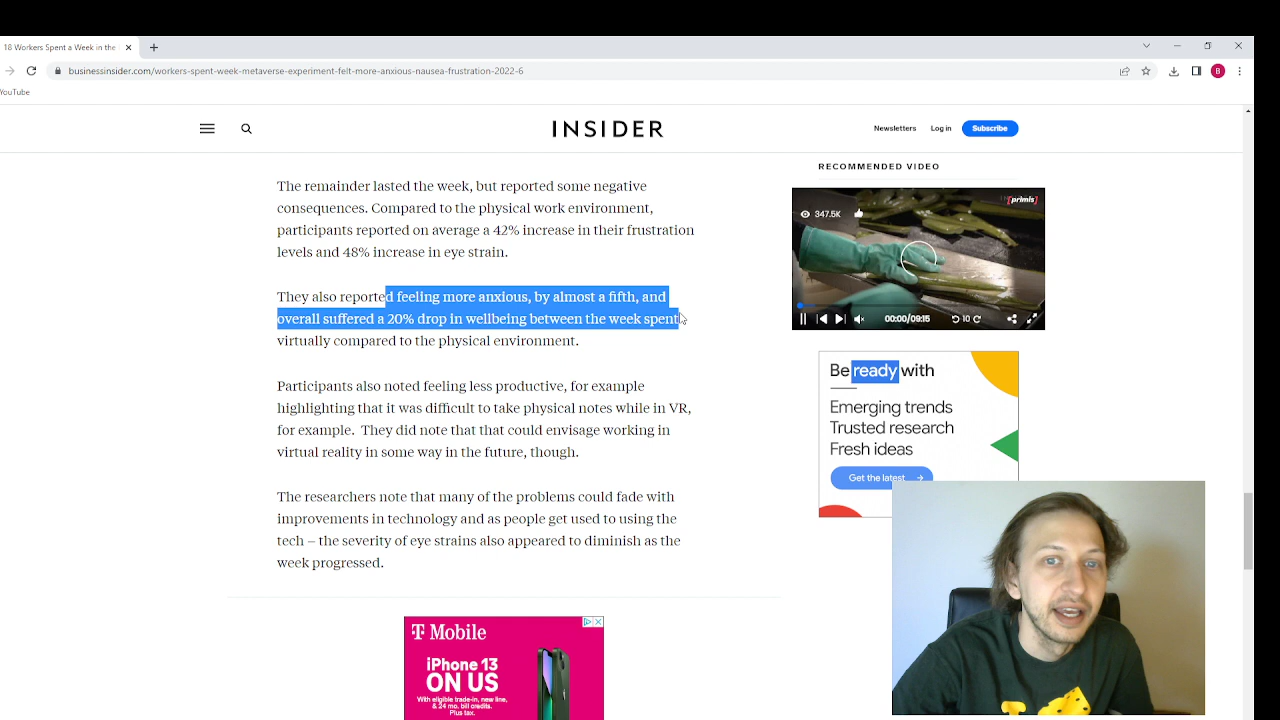 18 Workers Spent a Week in the
businessinsider.com/workers-spent-week-metaverse-experiment-felt-more-anxious-nausea-frustration-2022-6
B
YouTube
INSIDER
Newsletters
Log in
Subscribe
The remainder lasted the week, but reported some negative
consequences. Compared to the physical work environment,
participants reported on average a 42% increase in their frustration
levels and 48% increase in eye strain.
They also reported feeling more anxious, by almost a fifth, and
overall suffered a 20% drop in wellbeing between the week spent
virtually compared to the physical environment.
Participants also noted feeling less productive, for example
highlighting that it was difficult to take physical notes while in VR,
for example. They did note that that could envisage working in
virtual reality in some way in the future, though.
The researchers note that many of the problems could fade with
improvements in technology and as people get used to using the
tech – the severity of eye strains also appeared to diminish as the
week progressed.
RECOMMENDED VIDEO
347.5K
[primis]
00:00/09:15
10
Be ready with
Emerging trends
Trusted research
Fresh ideas
Get the latest
T Mobile
iPhone 13
ON US
With eligible trade-in, new line,
& 24 mo. bill credits.
Plus tax.